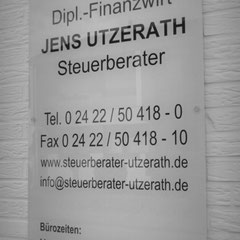 Dipl.-Finanzwirt
JENS UTZERATH
Steuerberater
Tel. 0 24 22 / 50 418 - 0
Fax 0 24 22 / 50 418 - 10
www.steuerberater-utzerath.de
info@steuerberater-utzerath.de
Bürozeiten: